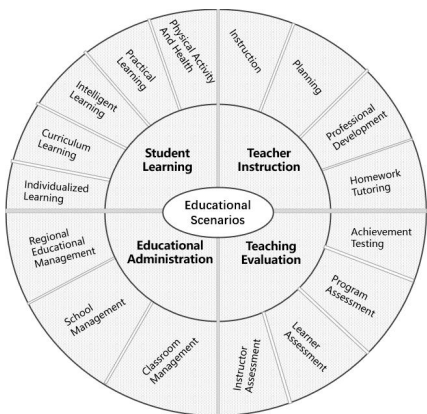 Physical Activity
And Health
Practical
Learning
Intelligent
Learning
Curriculum
Learning
Individualized
Learning
Student
Learning
Instruction
Planning
Professional
Development
Homework
Tutoring
Teacher
Instruction
Educational
Scenarios
Educational
Administration
Regional
Educational
Management
School
Management
Classroom
Management
Teaching
Evaluation
Achievement
Testing
Program
Assessment
Learner
Assessment
Instructor
Assessment